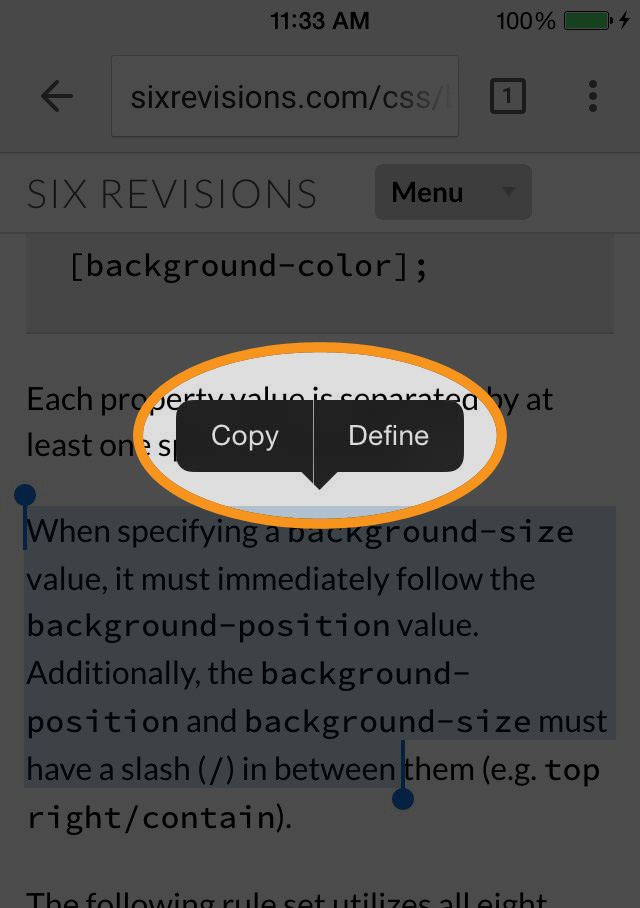 11:33 AM 100%
sixrevisions.com/css/
1
SIX REVISIONS Menu
[background-color];
Each property value is separated by at
least one
Copy Define
When specifying a background-size
value, it must immediately follow the
background-position value.
Additionally, the background-
position and background-size must
have a slash (/) in between them (e.g. top
right/contain).
The following rule set utilizes all eight